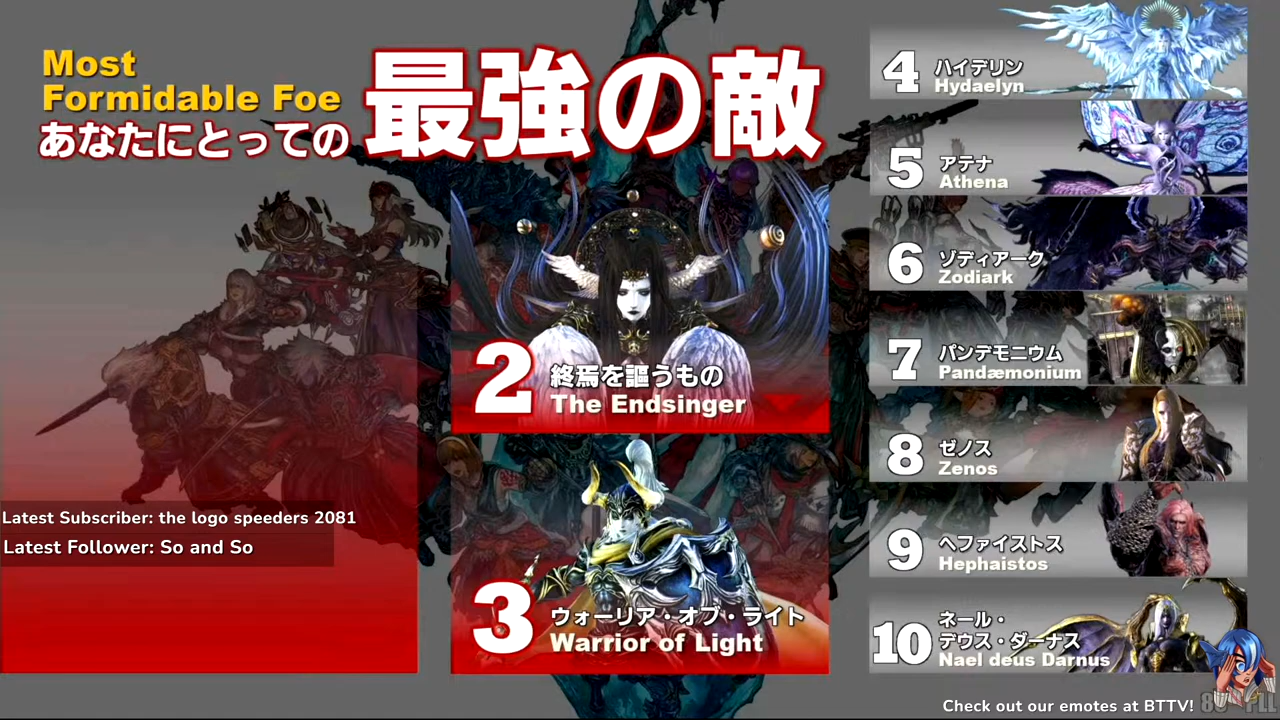 Most
Formidable Foe
あなたにとっての
最強の敵
2
終焉を謳うもの
The Endsinger
3
ウォーリア・オブ・ライト
Warrior of Light
4
ハイデリン
Hydaelyn
5
アテナ
Athena
6
ゾディアーク
Zodiark
7
パンデモニウム
Pandæmonium
8
ゼノス
Zenos
9
ヘファイストス
Hephaistos
10
ネール・
デウス・ダーナス
Nael deus Darnus
Latest Subscriber: the logo speeders 2081
Latest Follower: So and So
Check out our emotes at BTTV!